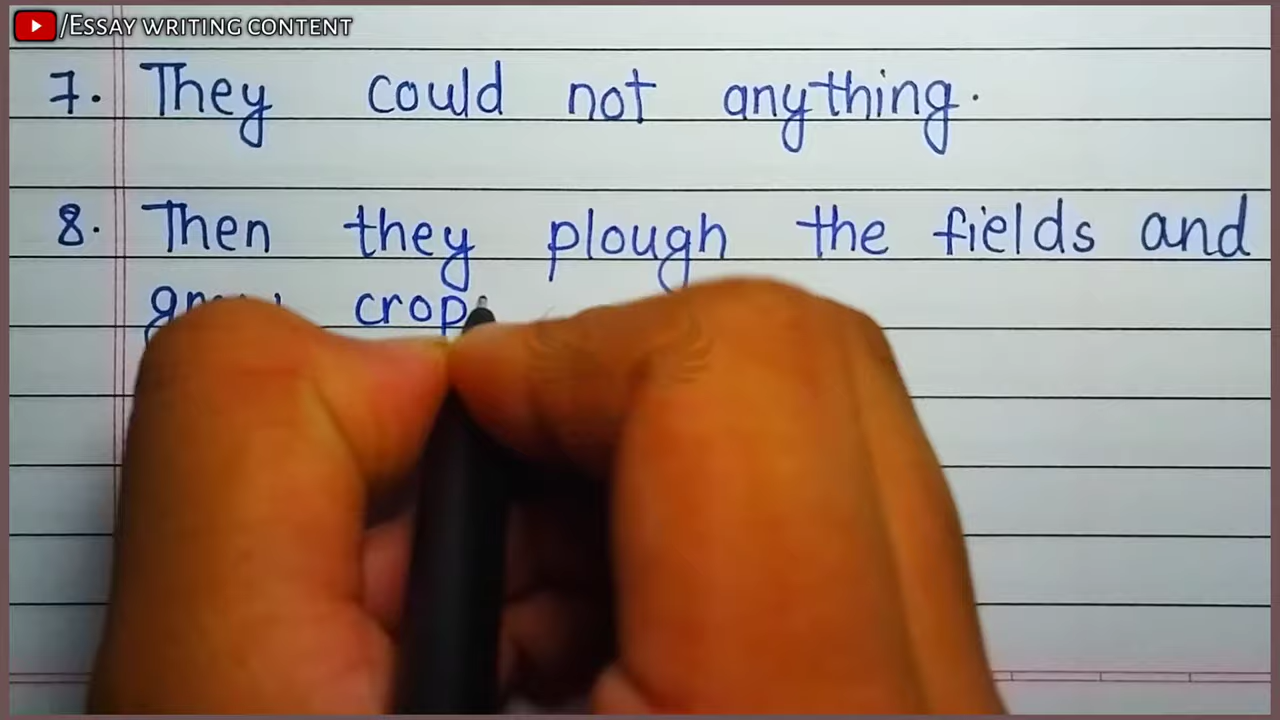 /ESSAY WRITING CONTENT
7. They could not anything.
8. Then they plough the fields and
crop